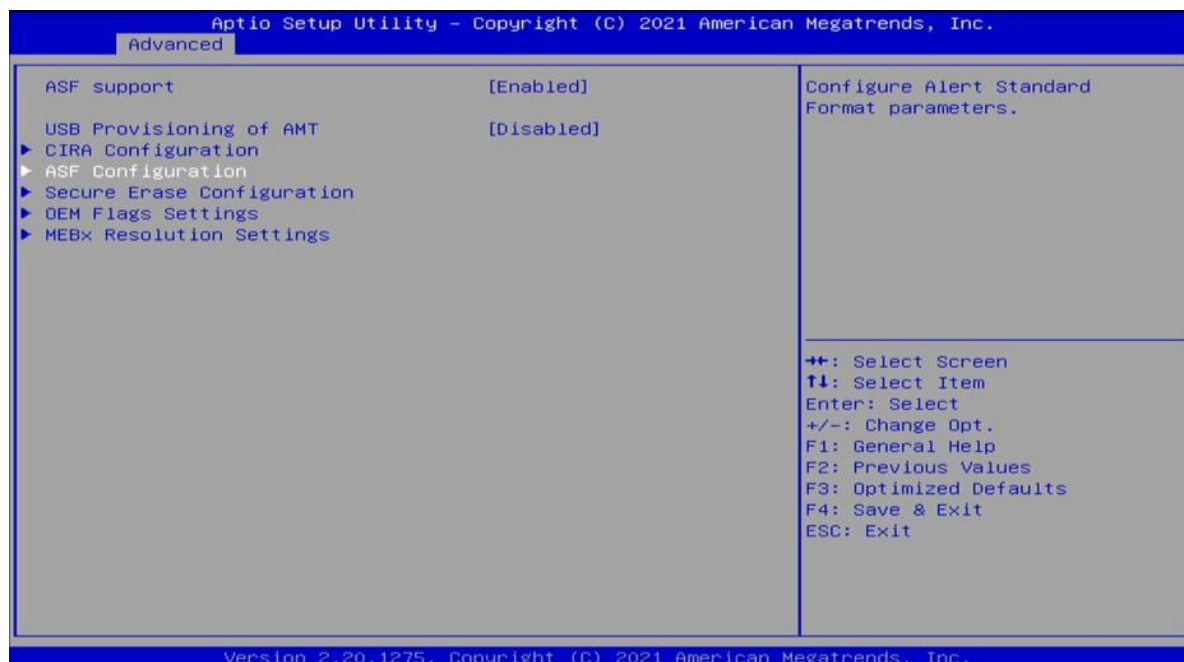 Aptio Setup Utility – Copyright (C) 2021 American Megatrends, Inc.
Advanced
ASF support [Enabled]
USB Provisioning of AMT [Disabled]
► CIRA Configuration
► ASF Configuration
► Secure Erase Configuration
► OEM Flags Settings
► MEBx Resolution Settings
Configure Alert Standard
Format parameters.
→←: Select Screen
↑↓: Select Item
Enter: Select
+/-: Change Opt.
F1: General Help
F2: Previous Values
F3: Optimized Defaults
F4: Save & Exit
ESC: Exit
Version 2.20.1275. Copyright (C) 2021 American Megatrends, Inc.